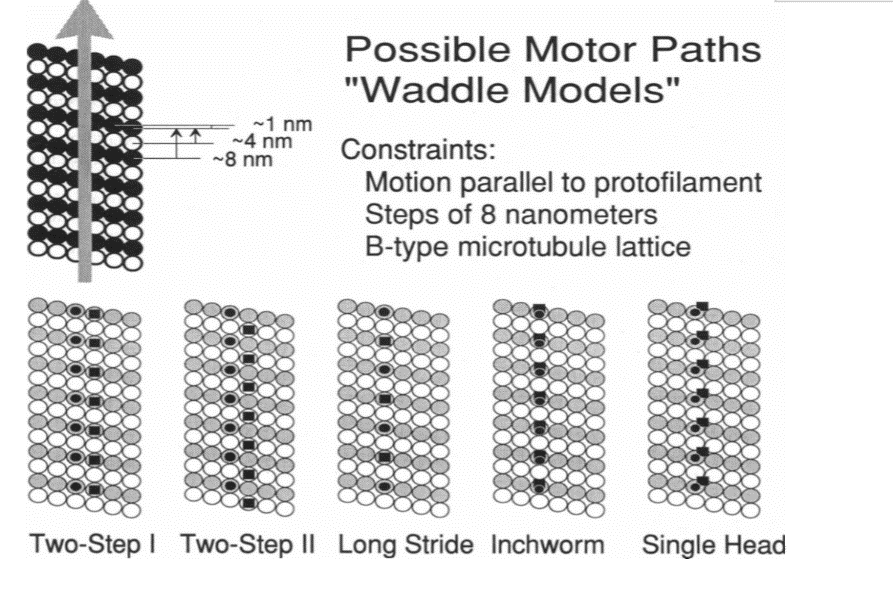 Possible Motor Paths
"Waddle Models"
~1 nm
~4 nm
~8 nm
Constraints:
Motion parallel to protofilament
Steps of 8 nanometers
B-type microtubule lattice
Two-Step I
Two-Step II
Long Stride
Inchworm
Single Head